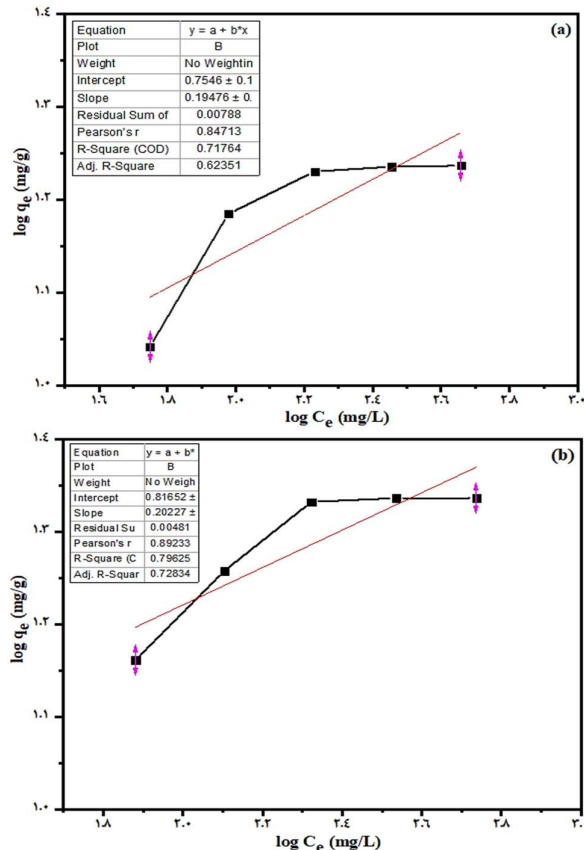 (a)
Equation y = a + b*x
Plot B
Weight No Weightin
Intercept 0.7546 ± 0.1
Slope 0.19476 ± 0.
Residual Sum of 0.00788
Pearson's r 0.84713
R-Square (COD) 0.71764
Adj. R-Square 0.62351
log qe (mg/g)
١.٤
١.٣
١.٢
١.١
١.٠
١.٦ ١.٨ ٢.٠ ٢.٢ ٢.٤ ٢.٦ ٢.٨ ٣.٠
log Ce (mg/L)
(b)
Equation y = a + b*
Plot B
Weight No Weigh
Intercept 0.81652 ±
Slope 0.20227 ±
Residual Su 0.00481
Pearson's r 0.89233
R-Square (C 0.79625
Adj. R-Squar 0.72834
log qe (mg/g)
١.٤
١.٣
١.٢
١.١
١.٠
١.٨ ٢.٠ ٢.٢ ٢.٤ ٢.٦ ٢.٨ ٣.٠
log Ce (mg/L)